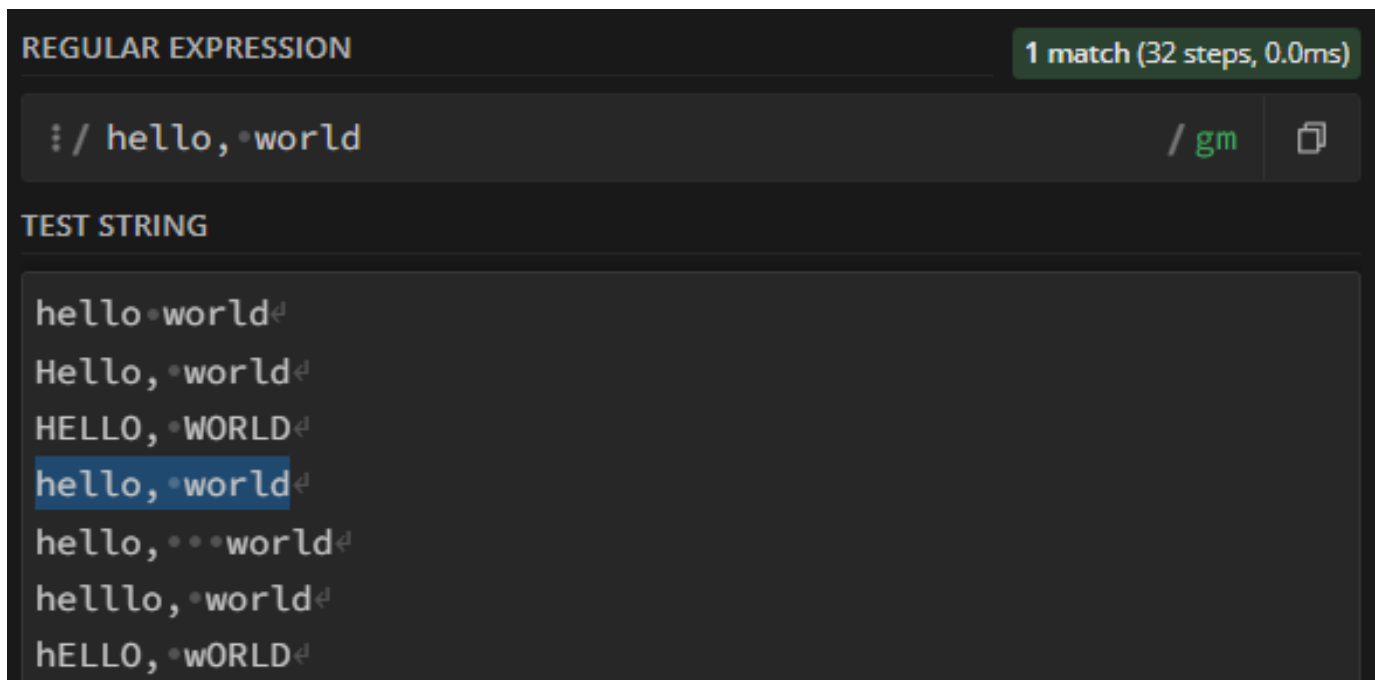 REGULAR EXPRESSION
1 match (32 steps, 0.0ms)
/ hello,·world / gm
TEST STRING
hello·world↵
Hello,·world↵
HELLO,·WORLD↵
hello,·world↵
hello,···world↵
helllo,·world↵
hELLO,·wORLD↵